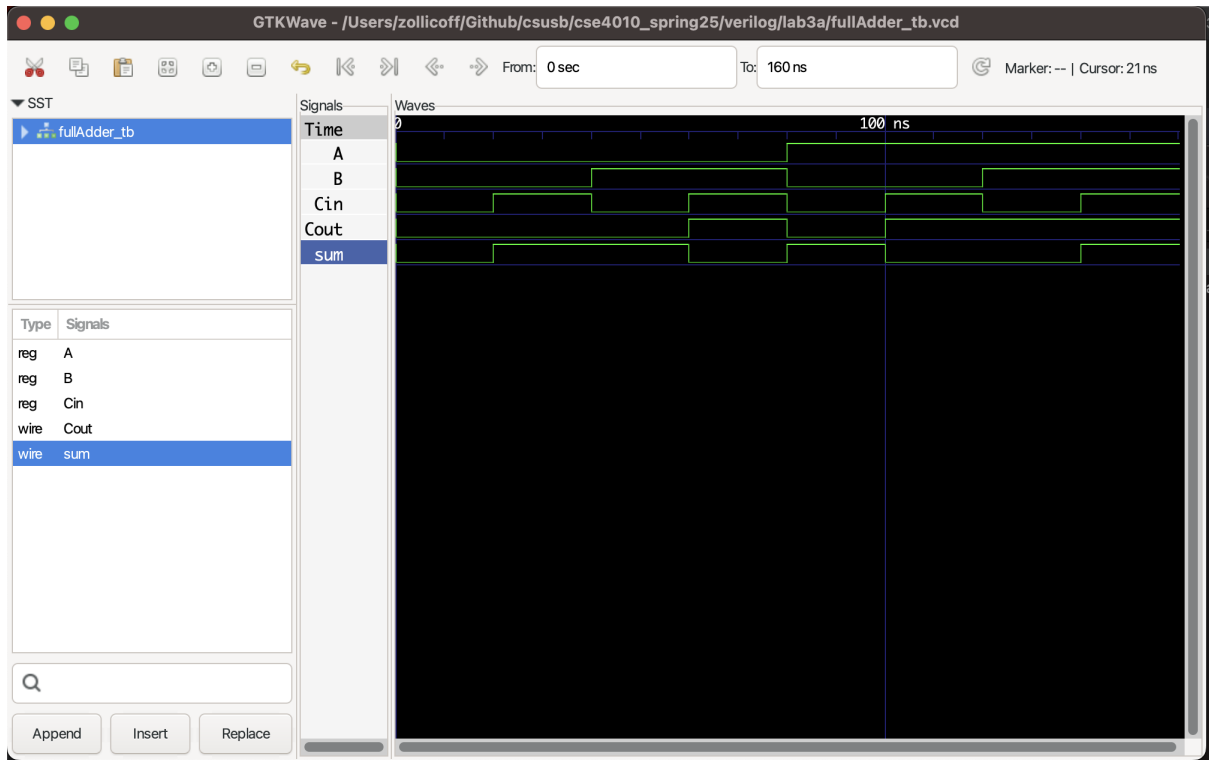 GTKWave - /Users/zollicoff/Github/csusb/cse4010_spring25/verilog/lab3a/fullAdder_tb.vcd
From: 0 sec To: 160 ns Marker: -- | Cursor: 21 ns
SST
fullAdder_tb
Type Signals
reg A
reg B
reg Cin
wire Cout
wire sum
Append Insert Replace
Signals
Time
A
B
Cin
Cout
sum
Waves
0 100 ns